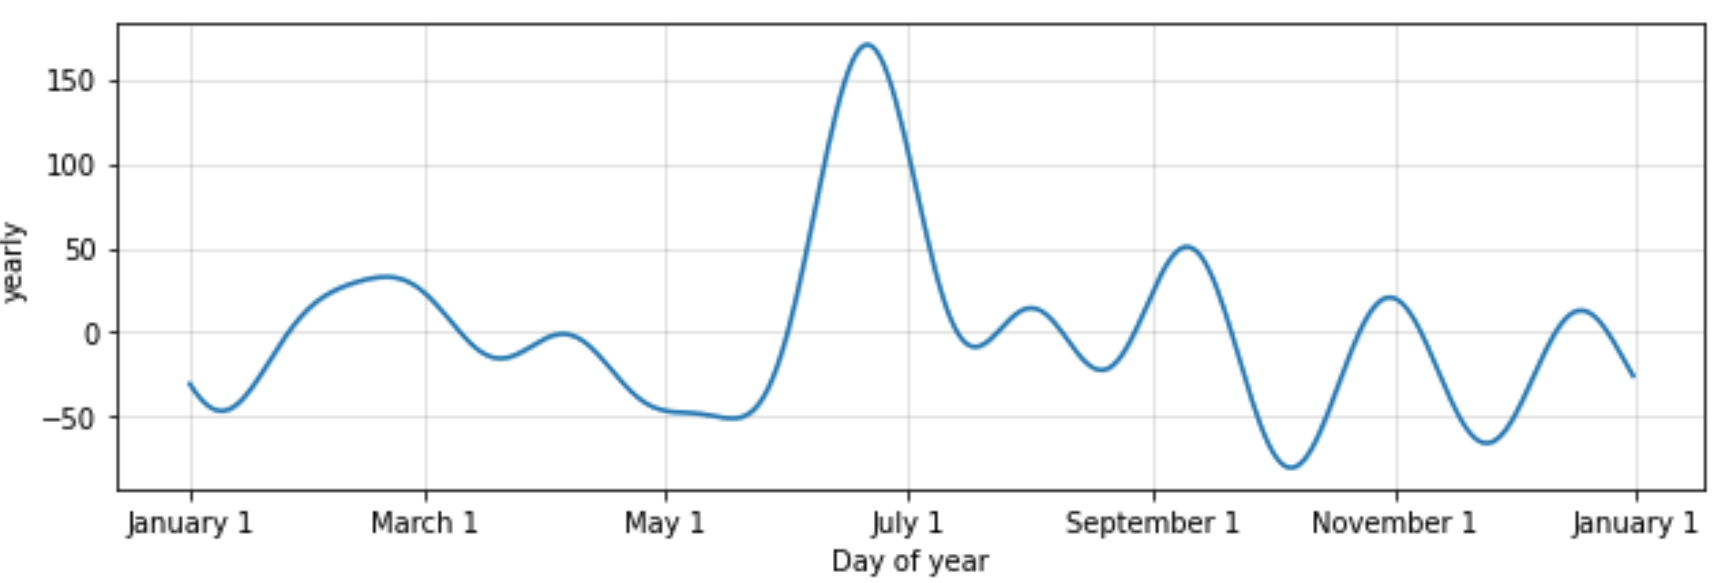 150
100
50
0
−50
yearly
January 1 March 1 May 1 July 1 September 1 November 1 January 1
Day of year